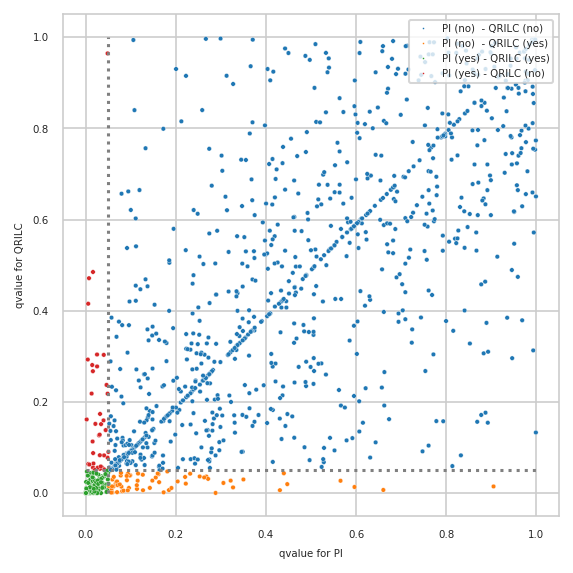 PI (no)  - QRILC (no)
PI (no)  - QRILC (yes)
PI (yes) - QRILC (yes)
PI (yes) - QRILC (no)
1.0
0.8
0.6
0.4
0.2
0.0
qvalue for QRILC
0.0 0.2 0.4 0.6 0.8 1.0
qvalue for PI